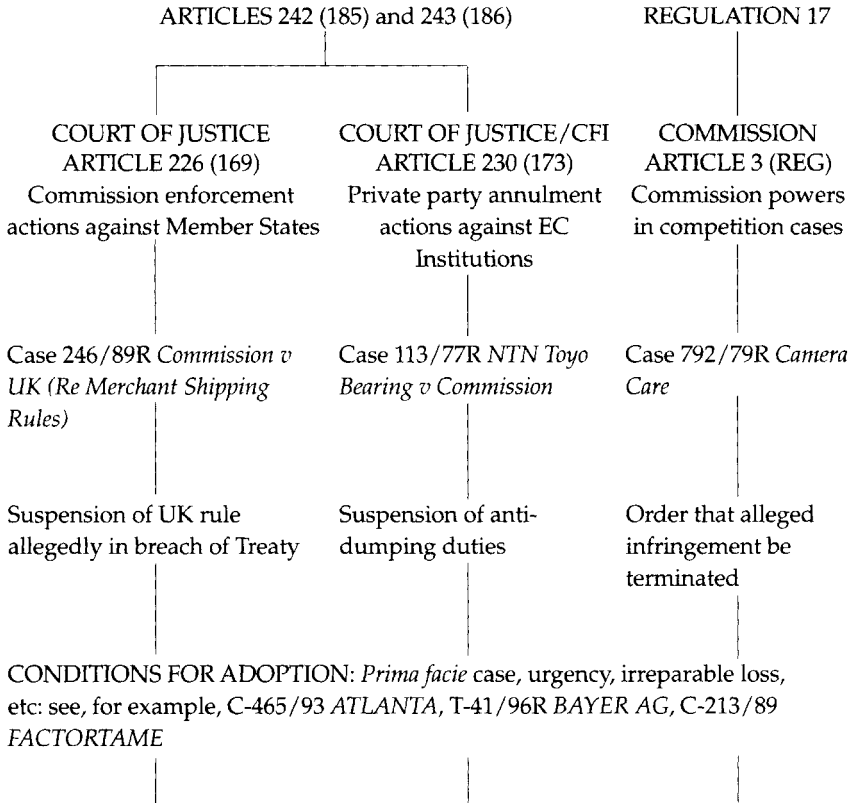 ARTICLES 242 (185) and 243 (186)
REGULATION 17
COURT OF JUSTICE
ARTICLE 226 (169)
Commission enforcement
actions against Member States
COURT OF JUSTICE/CFI
ARTICLE 230 (173)
Private party annulment
actions against EC
Institutions
COMMISSION
ARTICLE 3 (REG)
Commission powers
in competition cases
Case 246/89R Commission v
UK (Re Merchant Shipping
Rules)
Case 113/77R NTN Toyo
Bearing v Commission
Case 792/79R Camera
Care
Suspension of UK rule
allegedly in breach of Treaty
Suspension of anti-
dumping duties
Order that alleged
infringement be
terminated
CONDITIONS FOR ADOPTION: Prima facie case, urgency, irreparable loss,
etc: see, for example, C-465/93 ATLANTA, T-41/96R BAYER AG, C-213/89
FACTORTAME